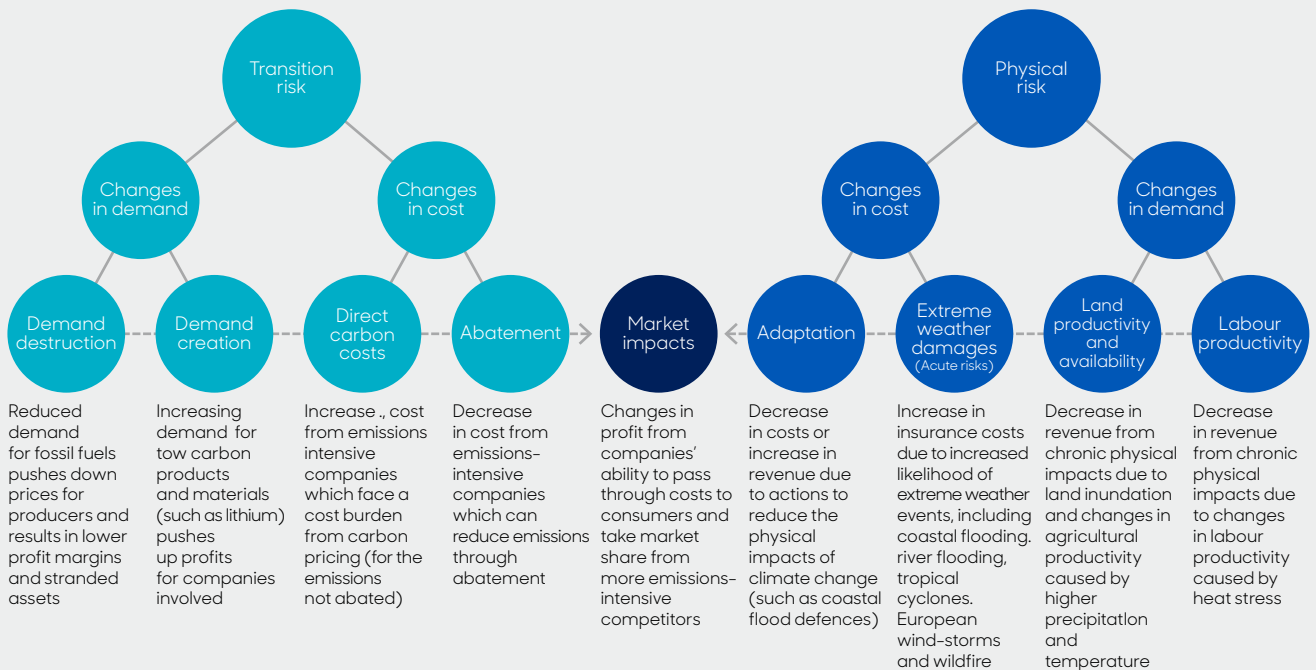 Transition
risk
Physical
risk
Changes
in demand
Changes
in cost
Changes
in cost
Changes
in demand
Demand
destruction
Demand
creation
Direct
carbon
costs
Abatement
Market
impacts
Adaptation
Extreme
weather
damages
(Acute risks)
Land
productivity
and
availability
Labour
productivity
Reduced
demand
for fossil fuels
pushes down
prices for
producers and
results in lower
profit margins
and stranded
assets
Increasing
demand for
tow carbon
products
and materials
(such as lithium)
pushes
up profits
for companies
involved
Increase ., cost
from emissions
intensive
companies
which face a
cost burden
from carbon
pricing (for the
emissions
not abated)
Decrease
in cost from
emissions-
intensive
companies
which can
reduce emissions
through
abatement
Changes in
profit from
companies'
ability to pass
through costs to
consumers and
take market
share from
more emissions-
intensive
competitors
Decrease
in costs or
increase in
revenue due
to actions to
reduce the
physical
impacts of
climate change
(such as coastal
flood defences)
Increase in
insurance costs
due to increased
likelihood of
extreme weather
events, including
coastal flooding.
river flooding,
tropical
cyclones.
European
wind-storms
and wildfire
Decrease in
revenue from
chronic physical
impacts due to
land inundation
and changes in
agricultural
productivity
caused by
higher
precipitatlon
and
temperature
Decrease
in revenue
from chronic
physical
impacts due
to changes
in labour
productivity
caused by
heat stress